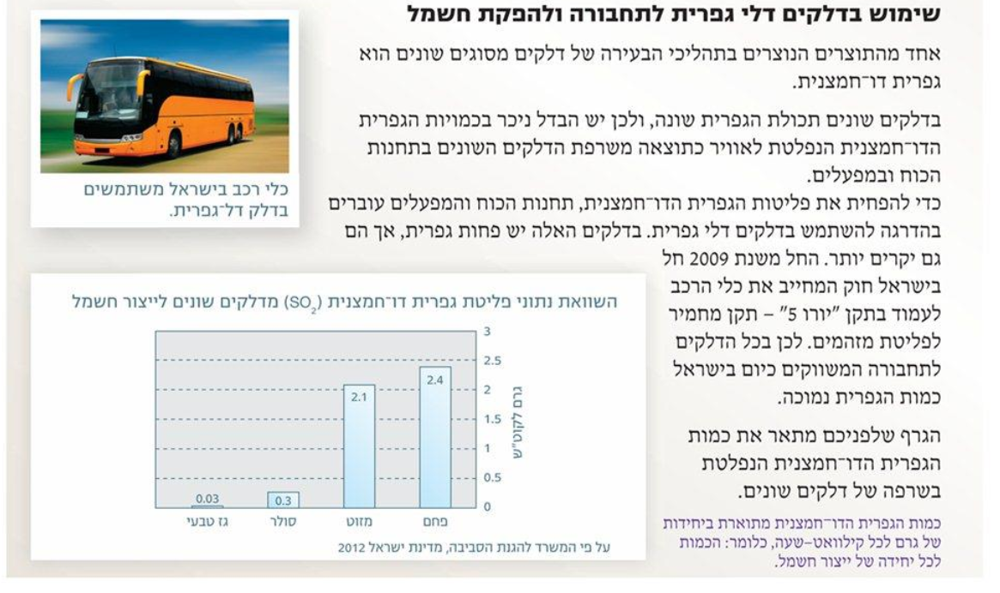 שימוש בדלקים דלי גפרית לתחבורה ולהפקת חשמל
אחד מהתוצרים הנוצרים בתהליכי הבעירה של דלקים מסוגים שונים הוא
גפרית דו־חמצנית.
בדלקים שונים תכולת הגפרית שונה, ולכן יש הבדל ניכר בכמויות הגפרית
הדו־חמצנית הנפלטת לאוויר כתוצאה משרפת הדלקים השונים בתחנות
הכוח ובמפעלים.
כדי להפחית את פליטות הגפרית הדו־חמצנית, תחנות הכוח והמפעלים עוברים
בהדרגה להשתמש בדלקים דלי גפרית. בדלקים האלה יש פחות גפרית, אך הם
גם יקרים יותר. החל משנת 2009 חל
בישראל חוק המחייב את כלי הרכב
לעמוד בתקן "יורו 5" – תקן מחמיר
לפליטת מזהמים. לכן בכל הדלקים
לתחבורה המשווקים כיום בישראל
כמות הגפרית נמוכה.
הגרף שלפניכם מתאר את כמות
הגפרית הדו־חמצנית הנפלטת
בשרפה של דלקים שונים.
כמות הגפרית הדו־חמצנית מתוארת ביחידות
של גרם לכל קילוואט–שעה, כלומר: הכמות
לכל יחידה של ייצור חשמל.
כלי רכב בישראל משתמשים
בדלק דל־גפרית.
השוואת נתוני פליטת גפרית דו־חמצנית (SO₂) מדלקים שונים לייצור חשמל
3
2.5
2
1.5
1
0.5
0
גרם לקוט"ש
2.4
2.1
0.3
0.03
פחם
מזוט
סולר
גז טבעי
על פי המשרד להגנת הסביבה, מדינת ישראל 2012